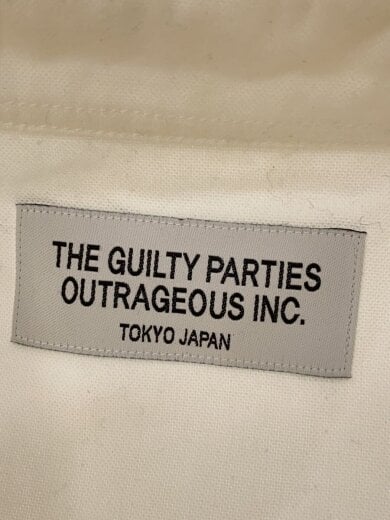 THE GUILTY PARTIES
OUTRAGEOUS INC.
TOKYO JAPAN